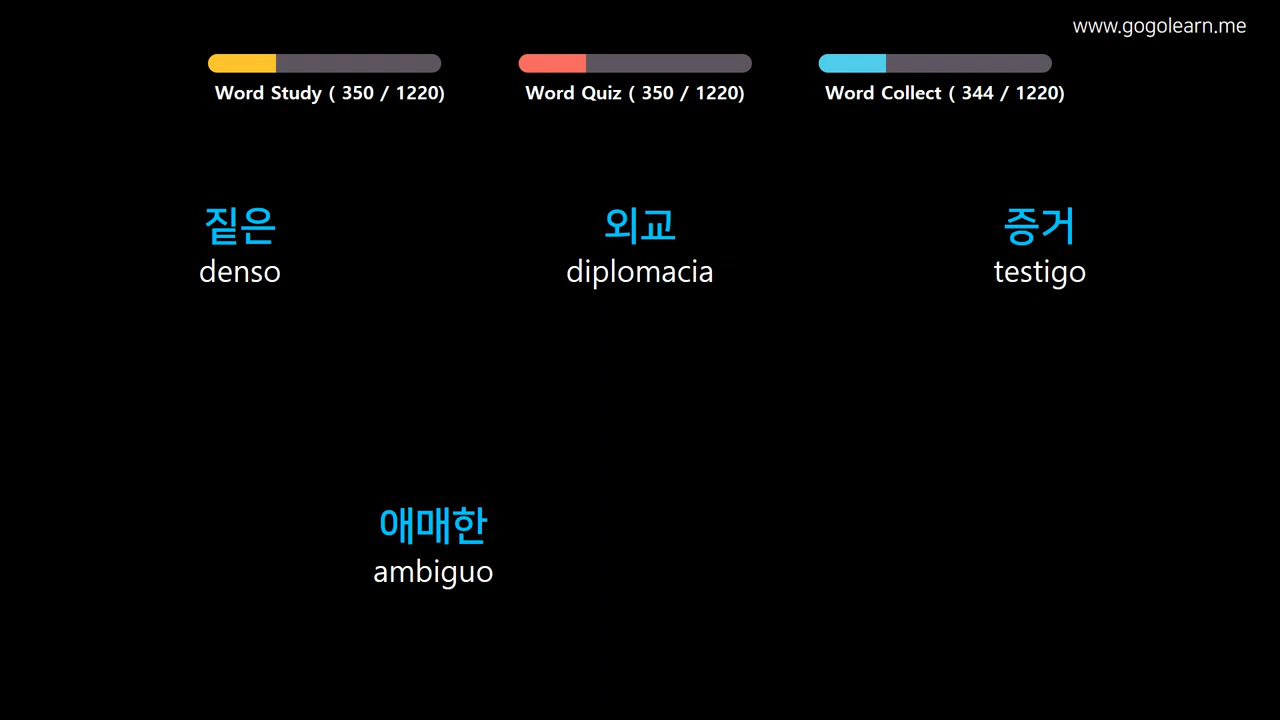 www.gogolearn.me
Word Study ( 350 / 1220)
Word Quiz ( 350 / 1220)
Word Collect ( 344 / 1220)
짙은
denso
외교
diplomacia
증거
testigo
애매한
ambiguo